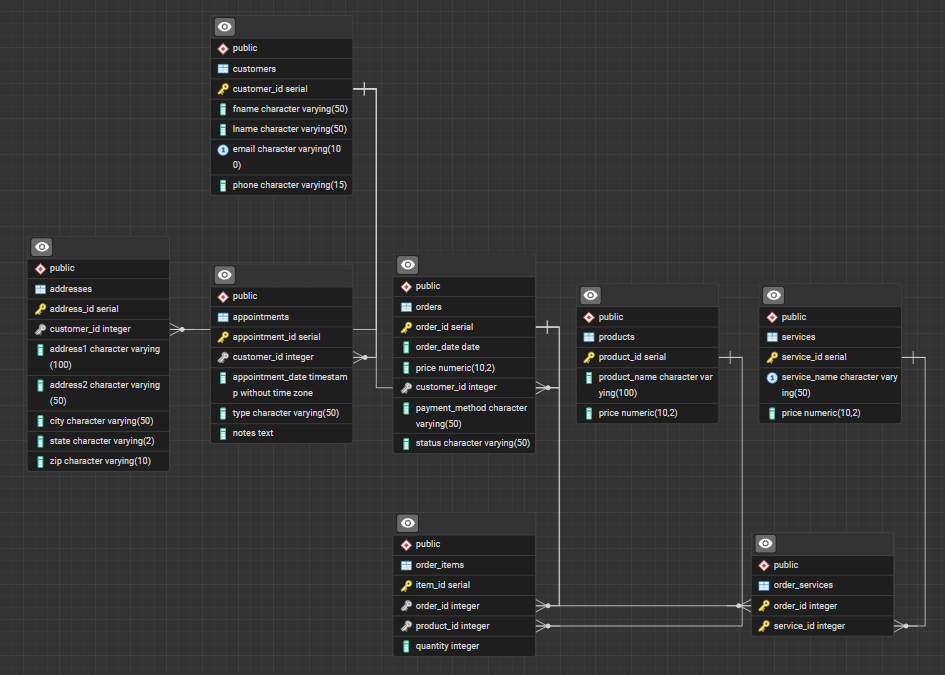 public
customers
customer_id serial
fname character varying(50)
lname character varying(50)
email character varying(10
0)
phone character varying(15)
public
addresses
address_id serial
customer_id integer
address1 character varying
(100)
address2 character varying
(50)
city character varying(50)
state character varying(2)
zip character varying(10)
public
appointments
appointment_id serial
customer_id integer
appointment_date timestam
p without time zone
type character varying(50)
notes text
public
orders
order_id serial
order_date date
price numeric(10,2)
customer_id integer
payment_method character
varying(50)
status character varying(50)
public
products
product_id serial
product_name character var
ying(100)
price numeric(10,2)
public
services
service_id serial
service_name character vary
ing(50)
price numeric(10,2)
public
order_items
item_id serial
order_id integer
product_id integer
quantity integer
public
order_services
order_id integer
service_id integer